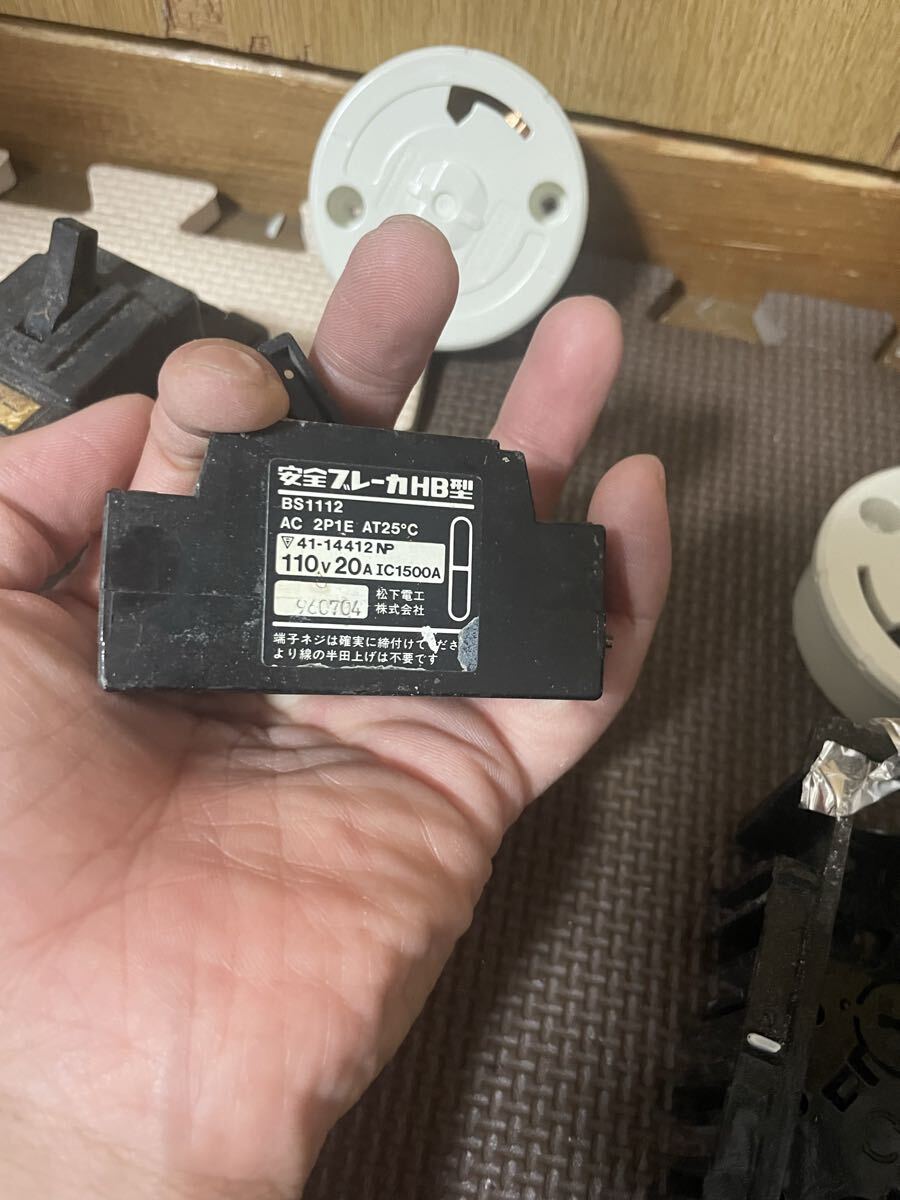 安全ブレーカHB型
BS1112
AC 2P1E AT25°C
41-14412 NP
110V 20A IC1500A
960704
松下電工
株式会社
端子ネジは確実に締付けてくださ
より線の半田上げは不要です